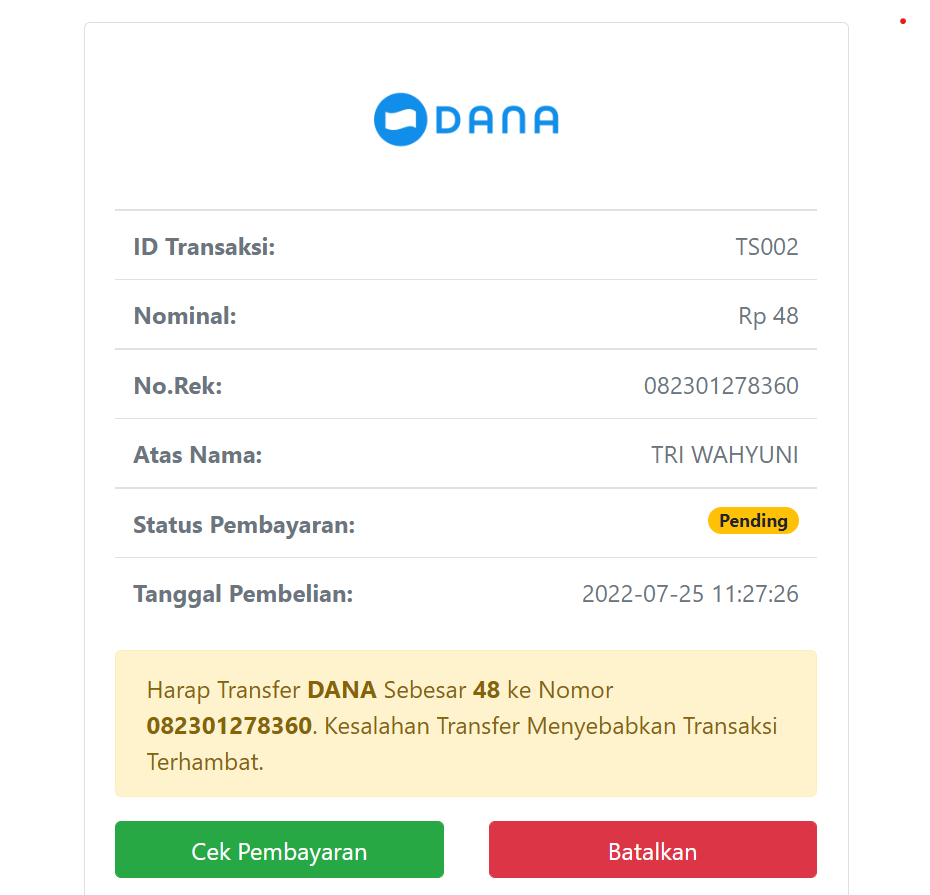 DANA
ID Transaksi: TS002
Nominal: Rp 48
No.Rek: 082301278360
Atas Nama: TRI WAHYUNI
Status Pembayaran: Pending
Tanggal Pembelian: 2022-07-25 11:27:26
Harap Transfer DANA Sebesar 48 ke Nomor
082301278360. Kesalahan Transfer Menyebabkan Transaksi
Terhambat.
Cek Pembayaran Batalkan